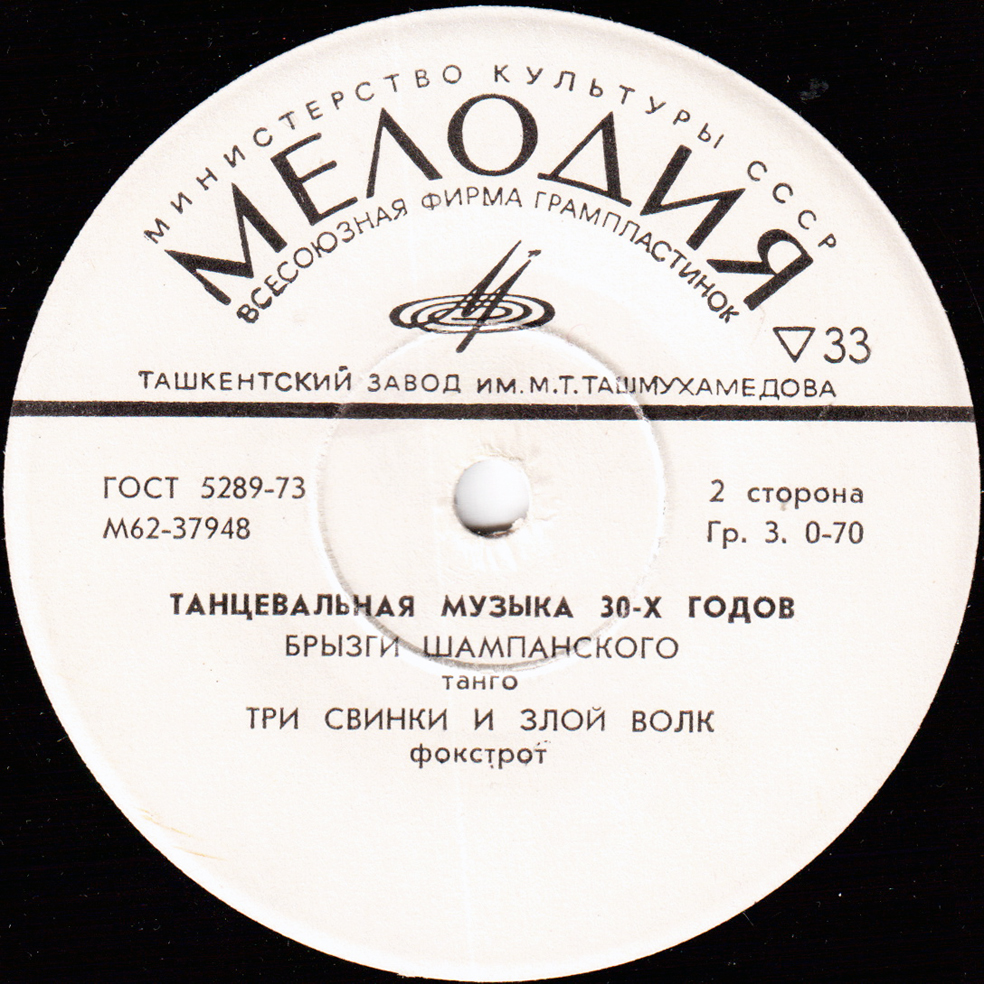 МИНИСТЕРСТВО КУЛЬТУРЫ СССР
МЕЛОДИЯ
ВСЕСОЮЗНАЯ ФИРМА ГРАМПЛАСТИНОК
33
ТАШКЕНТСКИЙ ЗАВОД ИМ. М.Т. ТАШМУХАМЕДОВА
ГОСТ 5289-73
М62-37948
2 сторона
Гр. 3. 0-70
ТАНЦЕВАЛЬНАЯ МУЗЫКА 30-Х ГОДОВ
БРЫЗГИ ШАМПАНСКОГО
танго
ТРИ СВИНКИ И ЗЛОЙ ВОЛК
фокстрот